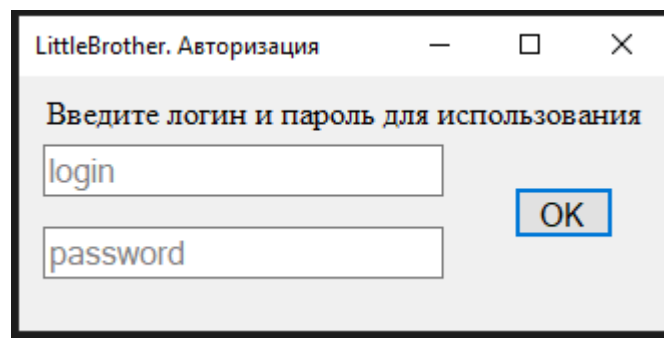 LittleBrother. Авторизация
Введите логин и пароль для использования
login
OK
password